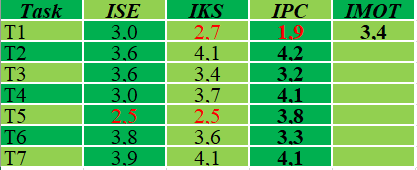 Task ISE IKS IPC IMOT
T1 3,0 2,7 1,9 3,4
T2 3,6 4,1 4,2
T3 3,6 3,4 3,2
T4 3,0 3,7 4,1
T5 2,5 2,5 3,8
T6 3,8 3,6 3,3
T7 3,9 4,1 4,1